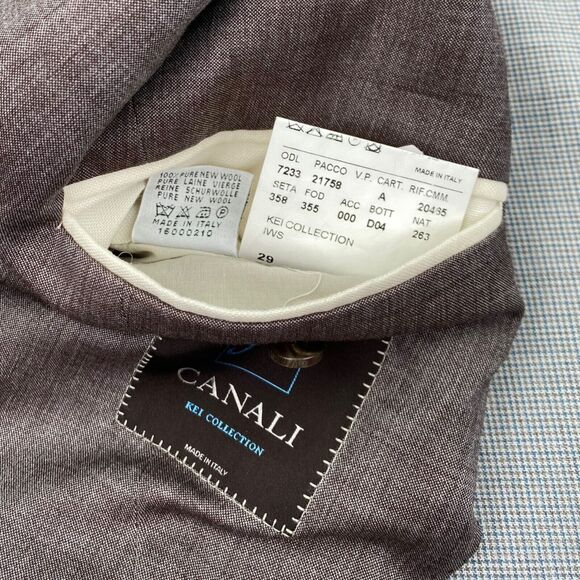 100% PURE NEW WOOL
PURE LAINE VIERGE
REINE SCHURWOLLE
PURE NEW WOOL
MADE IN ITALY
16000210
MADE IN ITALY
ODL PACCO V.P. CART. RIF.CMM
7233 21758 A 20465
SETA FOD ACC BOTT NAT
358 355 000 D04 263
KEI COLLECTION
IWS
29
CANALI
KEI COLLECTION
MADE IN ITALY